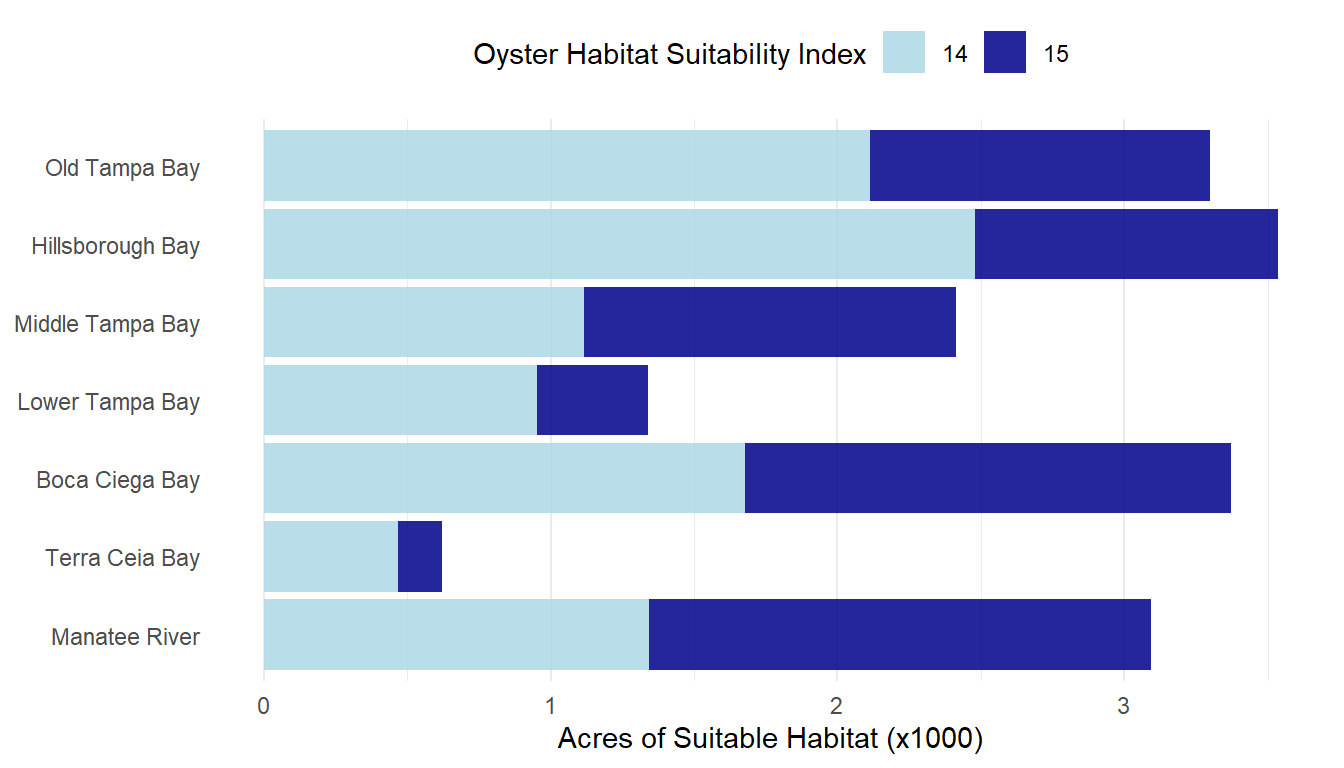 Oyster Habitat Suitability Index 14 15
Old Tampa Bay
Hillsborough Bay
Middle Tampa Bay
Lower Tampa Bay
Boca Ciega Bay
Terra Ceia Bay
Manatee River
0 1 2 3
Acres of Suitable Habitat (x1000)